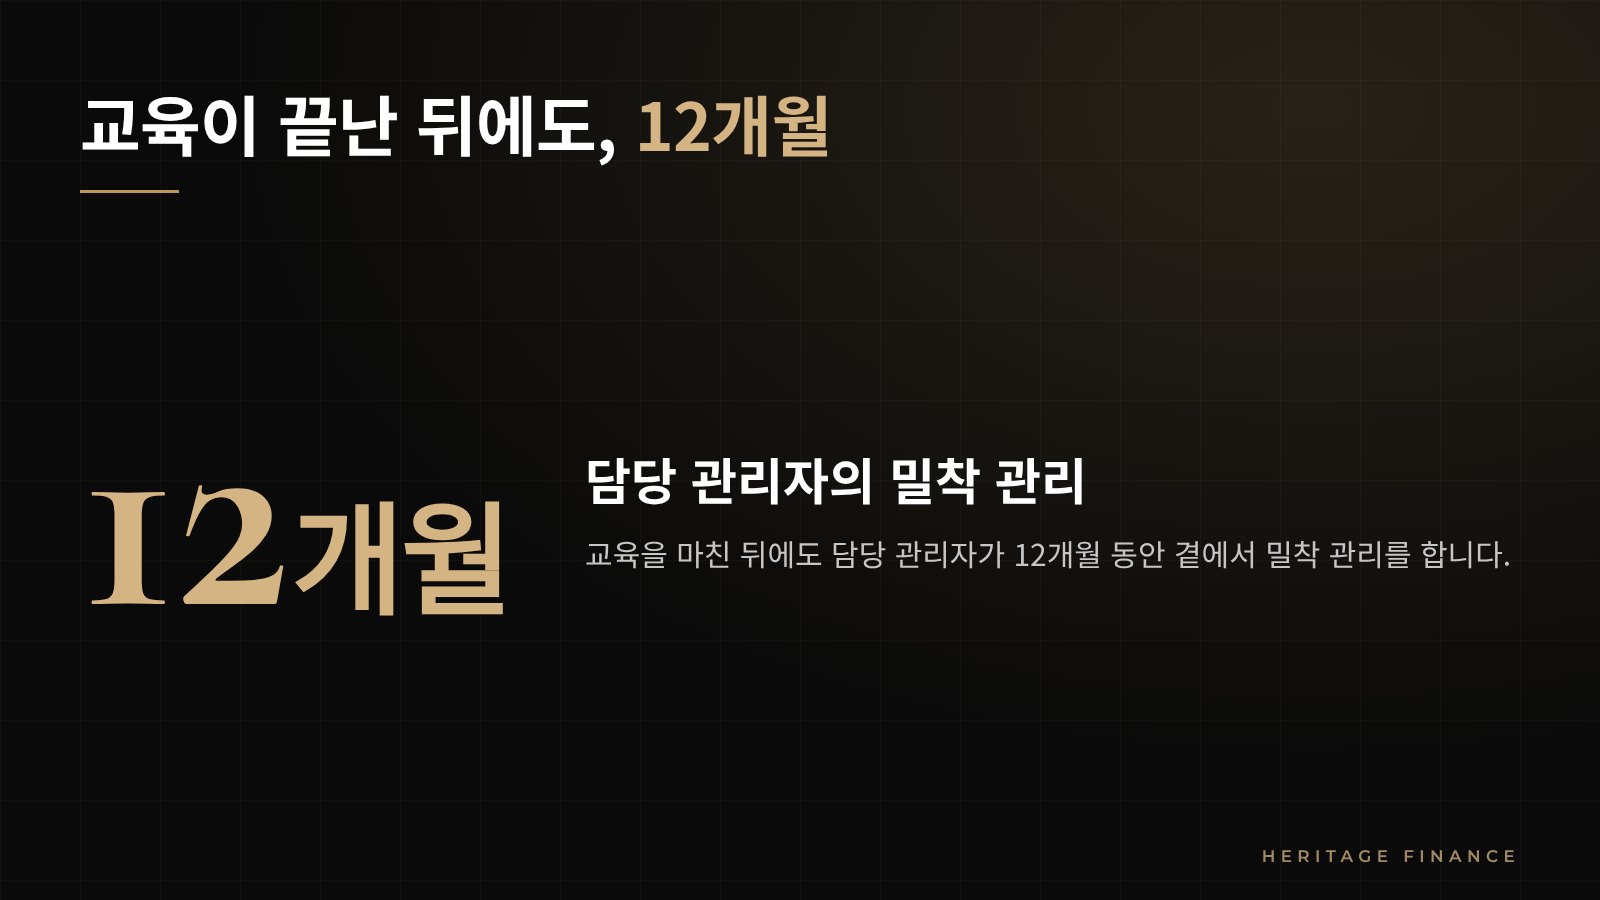 교육이 끝난 뒤에도, 12개월
12개월
담당 관리자의 밀착 관리
교육을 마친 뒤에도 담당 관리자가 12개월 동안 곁에서 밀착 관리를 합니다.
HERITAGE FINANCE